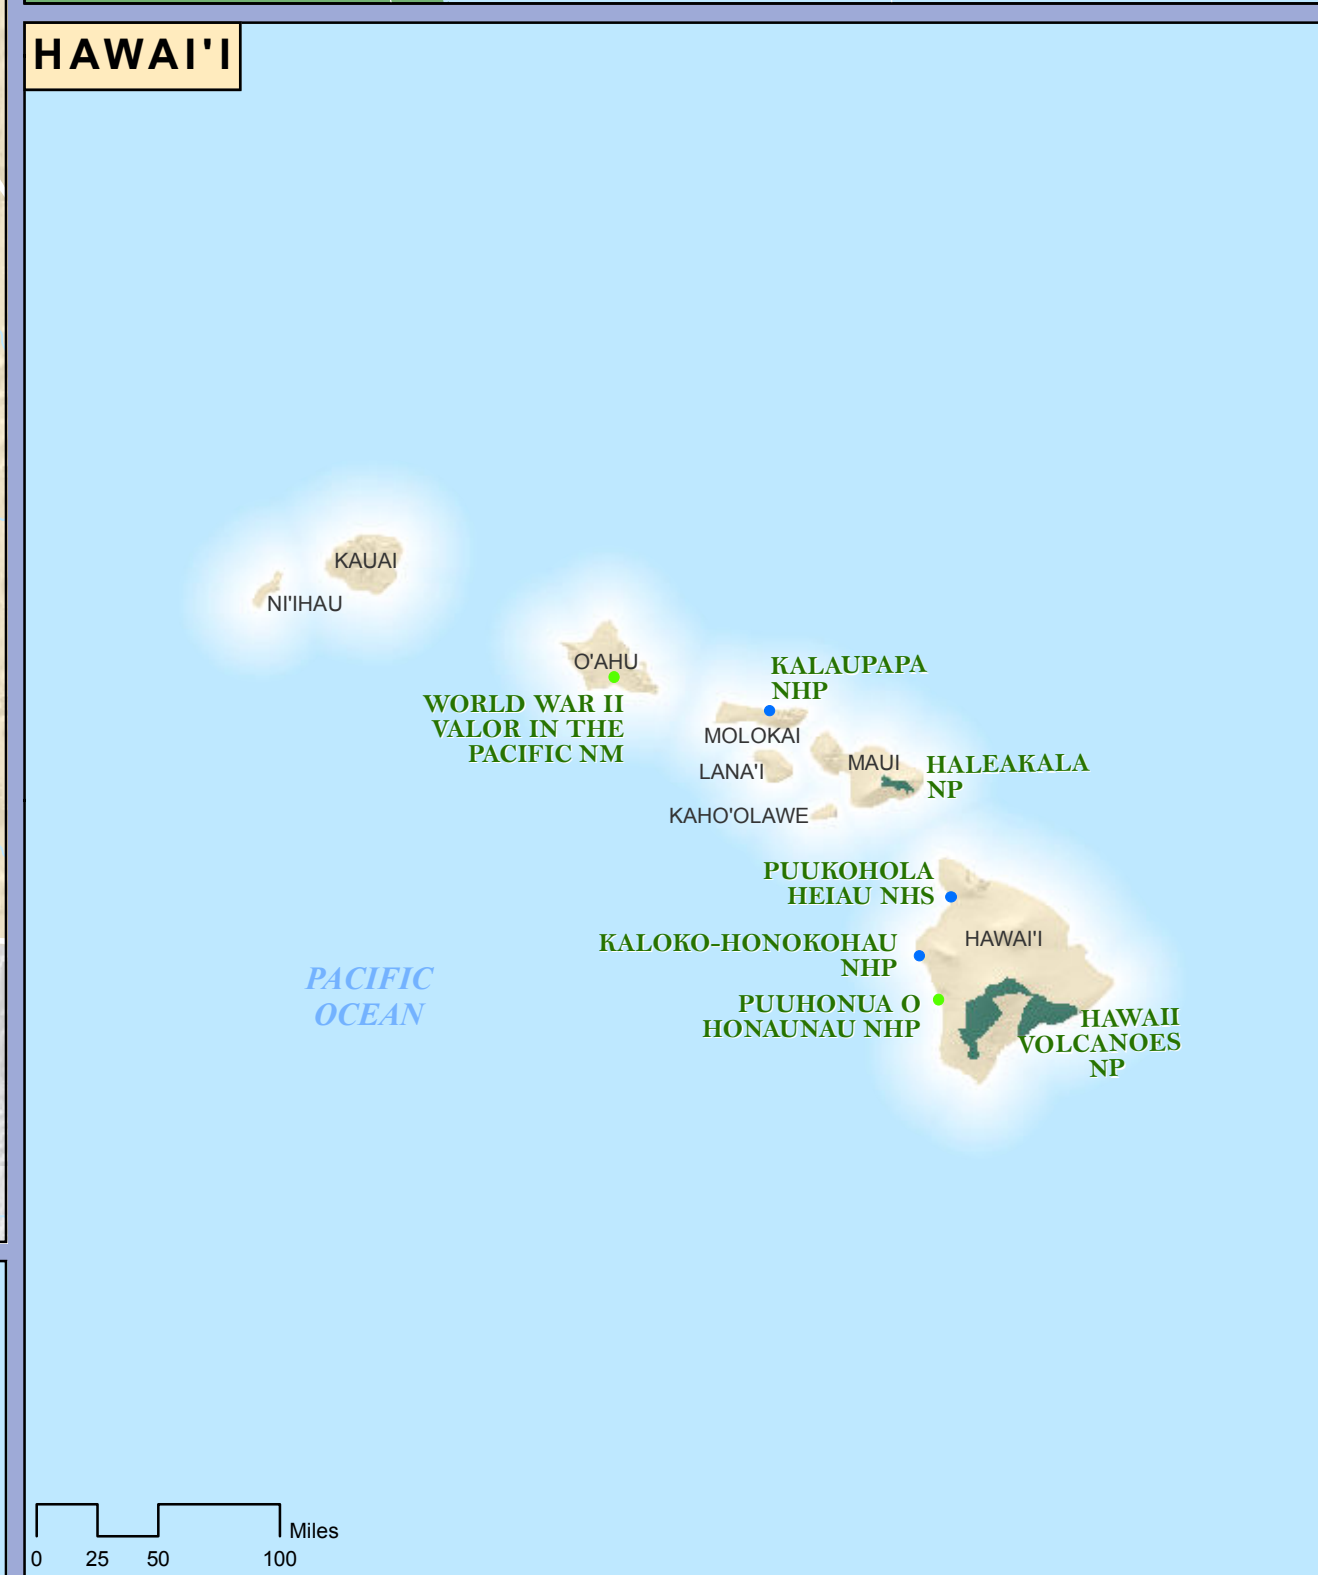 HAWAI'I
KAUAI
NI'IHAU
O'AHU
WORLD WAR II
VALOR IN THE
PACIFIC NM
KALAUPAPA
NHP
MOLOKAI
LANA'I
MAUI
HALEAKALA
NP
KAHO'OLAWE
PUUKOHOLA
HEIAU NHS
HAWAI'I
KALOKO-HONOKOHAU
NHP
PACIFIC
OCEAN
PUUHONUA O
HONAUNAU NHP
HAWAII
VOLCANOES
NP
Miles
0 25 50 100